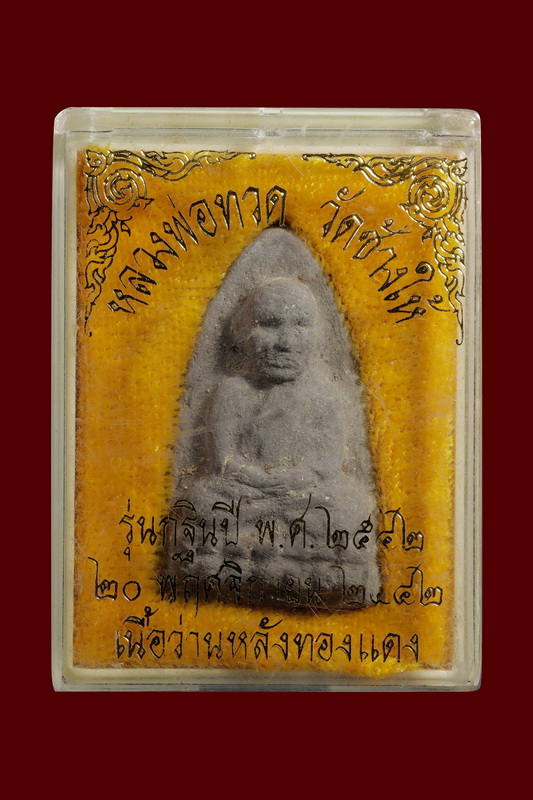 หลวงพ่อทวด วัดช้างให้
รุ่นกฐินปี พ.ศ.๒๕๔๒
๒๐ พฤศจิกายน ๒๕๔๒
เนื้อว่านหลังทองแดง